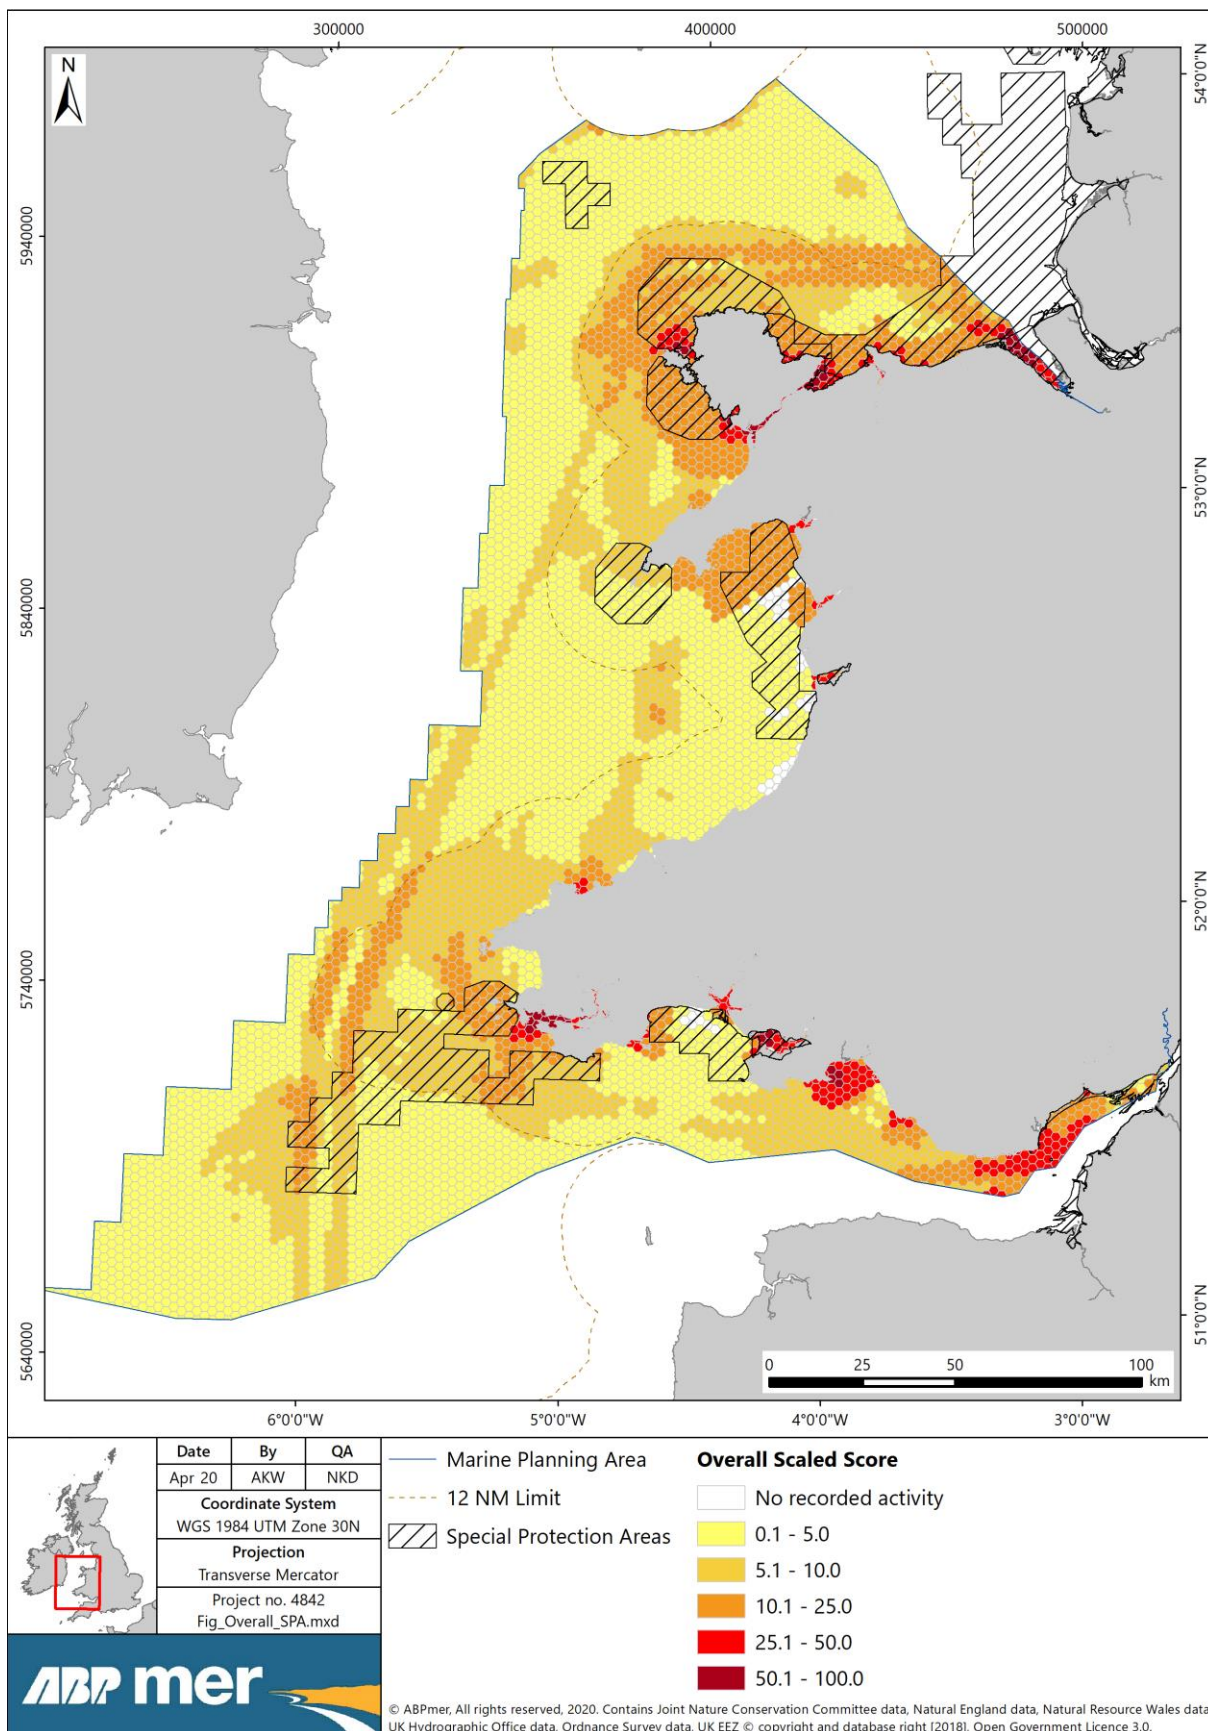 300000 400000 500000
N
54°0'0"N
5940000
53°0'0"N
5840000
52°0'0"N
5740000
51°0'0"N
5640000
0 25 50 100
km
6°0'0"W 5°0'0"W 4°0'0"W 3°0'0"W
Date By QA
Apr 20 AKW NKD
Coordinate System
WGS 1984 UTM Zone 30N
Projection
Transverse Mercator
Project no. 4842
Fig_Overall_SPA.mxd
ABPmer
Marine Planning Area
12 NM Limit
Special Protection Areas
Overall Scaled Score
No recorded activity
0.1 - 5.0
5.1 - 10.0
10.1 - 25.0
25.1 - 50.0
50.1 - 100.0
© ABPmer, All rights reserved, 2020. Contains Joint Nature Conservation Committee data, Natural England data, Natural Resource Wales data,
UK Hydrographic Office data, Ordnance Survey data, UK EEZ © copyright and database right [2018]. Open Government Licence 3.0.